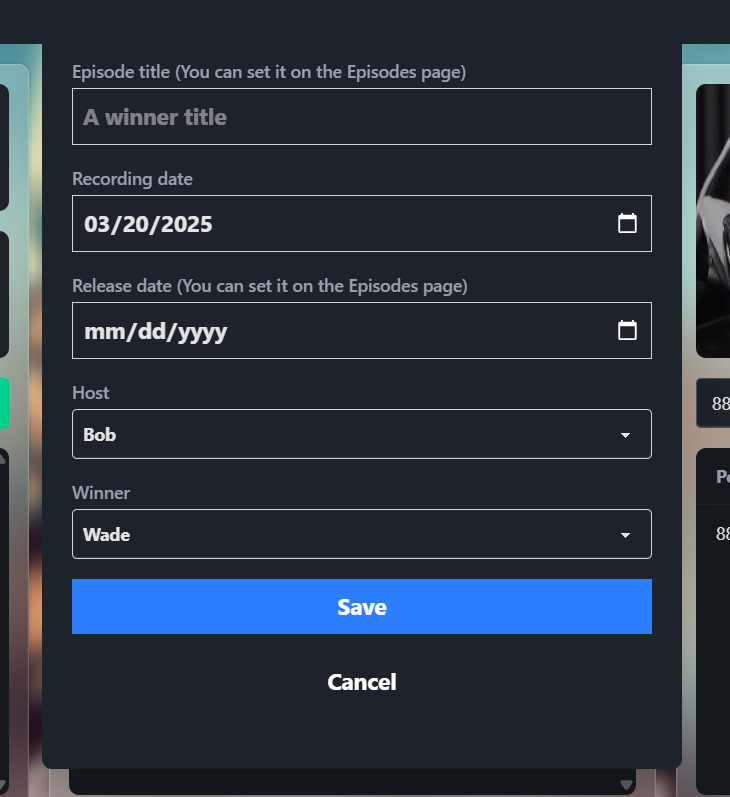 Episode title (You can set it on the Episodes page)
A winner title
Recording date
03/20/2025
Release date (You can set it on the Episodes page)
mm/dd/yyyy
Host
Bob
88
Winner
Po
Wade
88
Save
Cancel